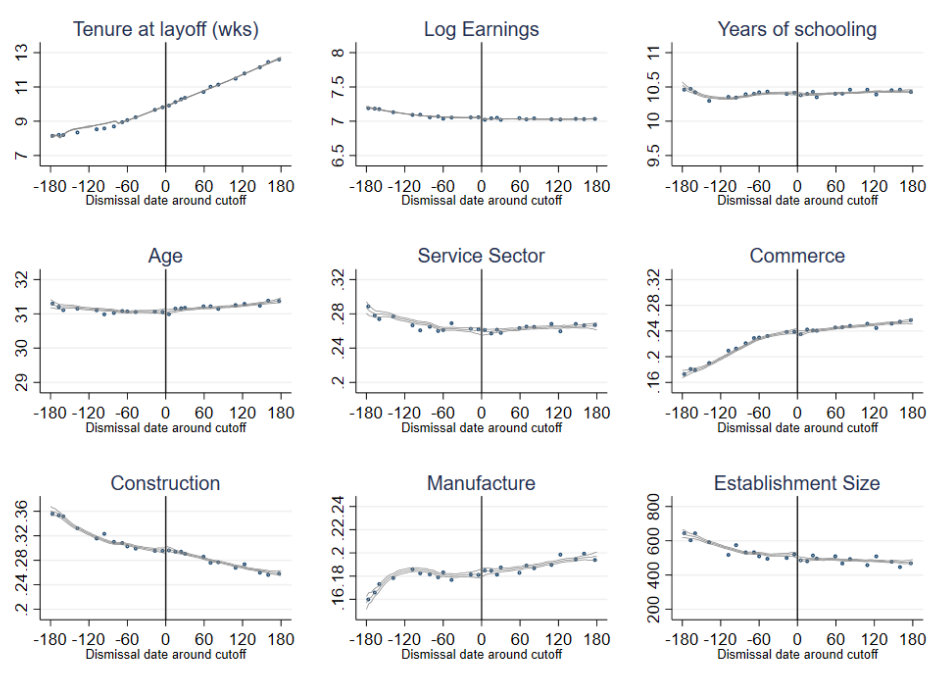 Tenure at layoff (wks)
Log Earnings
Years of schooling
13
11
9
7
8
7.5
7
6.5
11
10.5
10
9.5
-180 -120 -60 0 60 120 180
-180 -120 -60 0 60 120 180
-180 -120 -60 0 60 120 180
Dismissal date around cutoff
Dismissal date around cutoff
Dismissal date around cutoff
Age
Service Sector
Commerce
32
31
30
29
.32
.28
.24
.2
.32
.28
.24
.2
.16
-180 -120 -60 0 60 120 180
-180 -120 -60 0 60 120 180
-180 -120 -60 0 60 120 180
Dismissal date around cutoff
Dismissal date around cutoff
Dismissal date around cutoff
Construction
Manufacture
Establishment Size
.36
.32
.28
.24
.2
.24
.22
.2
.18
.16
800
600
400
200
-180 -120 -60 0 60 120 180
-180 -120 -60 0 60 120 180
-180 -120 -60 0 60 120 180
Dismissal date around cutoff
Dismissal date around cutoff
Dismissal date around cutoff